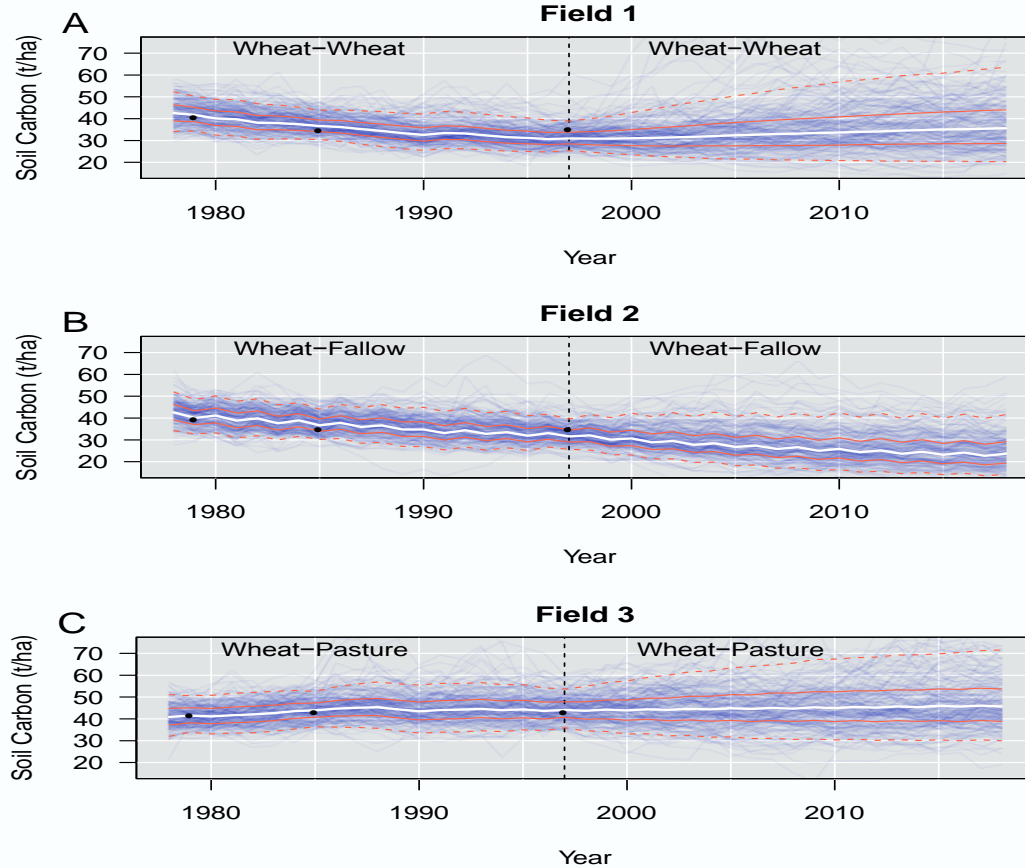 A
Field 1
Wheat−Wheat
Wheat−Wheat
Soil Carbon (t/ha)
70
60
50
40
30
20
1980
1990
2000
2010
Year
B
Field 2
Wheat−Fallow
Wheat−Fallow
Soil Carbon (t/ha)
70
60
50
40
30
20
1980
1990
2000
2010
Year
C
Field 3
Wheat−Pasture
Wheat−Pasture
Soil Carbon (t/ha)
70
60
50
40
30
20
1980
1990
2000
2010
Year